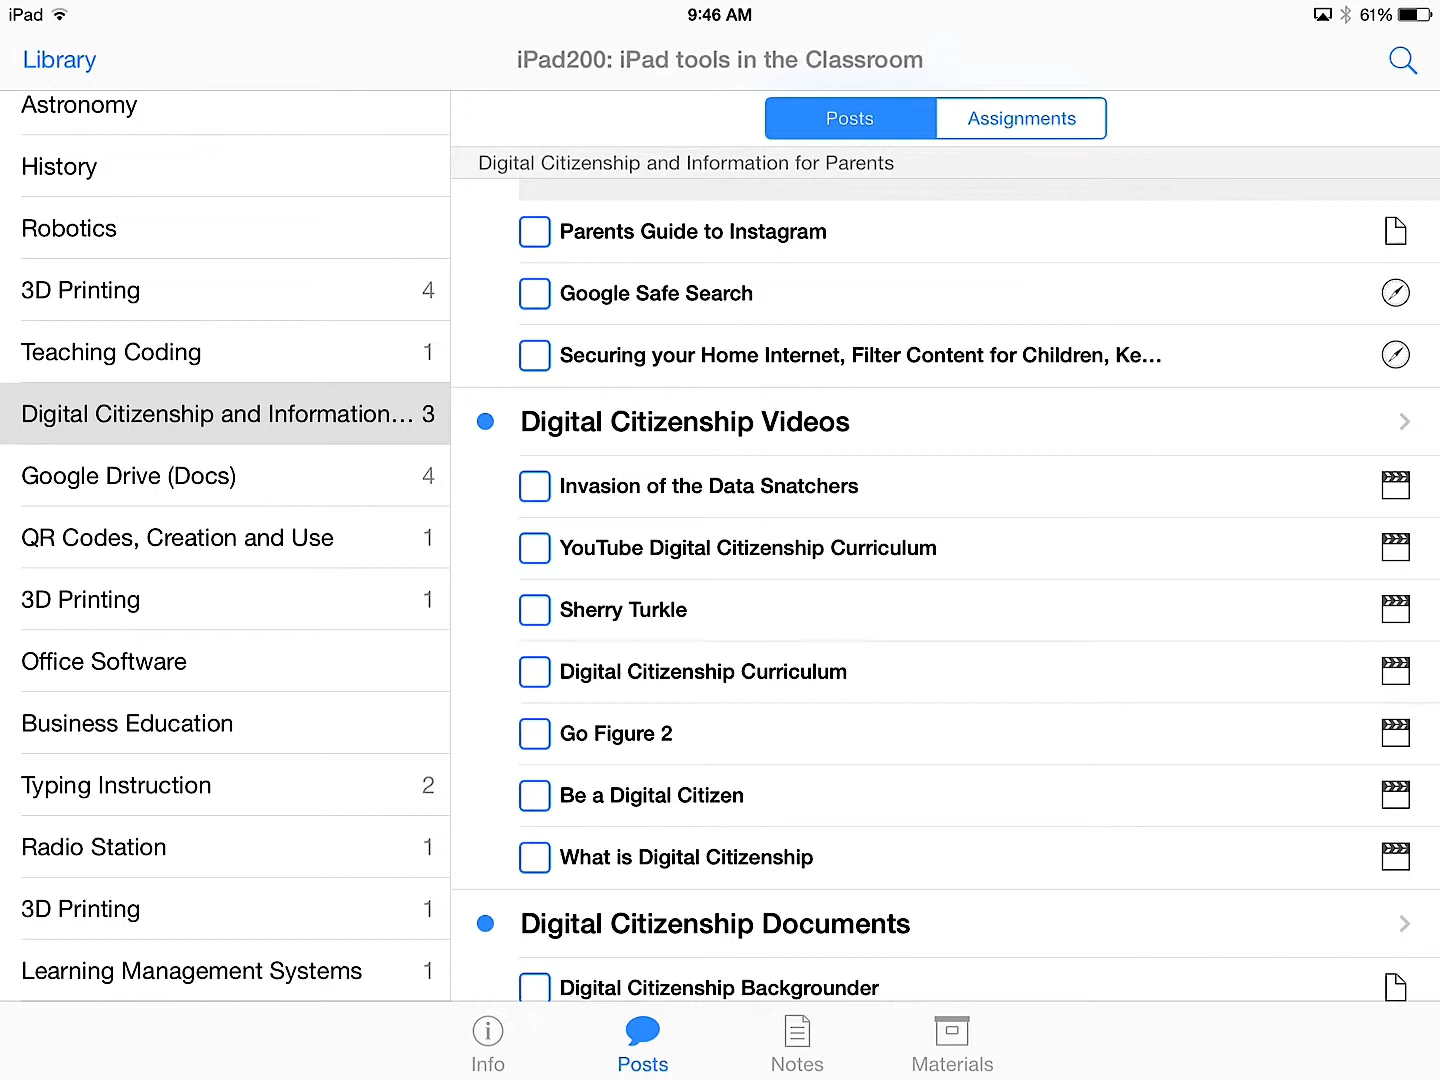 iPad 9:46 AM 61%
Library iPad200: iPad tools in the Classroom
Astronomy
History
Robotics
3D Printing 4
Teaching Coding 1
Digital Citizenship and Information... 3
Google Drive (Docs) 4
QR Codes, Creation and Use 1
3D Printing 1
Office Software
Business Education
Typing Instruction 2
Radio Station 1
3D Printing 1
Learning Management Systems 1
Posts Assignments
Digital Citizenship and Information for Parents
Parents Guide to Instagram
Google Safe Search
Securing your Home Internet, Filter Content for Children, Ke...
Digital Citizenship Videos
Invasion of the Data Snatchers
YouTube Digital Citizenship Curriculum
Sherry Turkle
Digital Citizenship Curriculum
Go Figure 2
Be a Digital Citizen
What is Digital Citizenship
Digital Citizenship Documents
Digital Citizenship Backgrounder
Info Posts Notes Materials